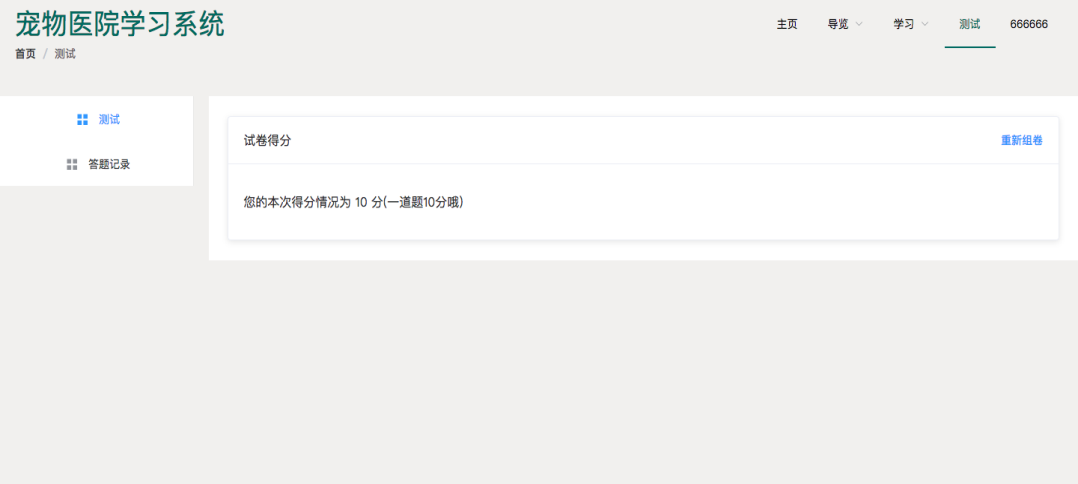 宠物医院学习系统
主页 导览 学习 测试 666666
首页 / 测试
测试
答题记录
试卷得分 重新组卷
您的本次得分情况为 10 分(一道题10分哦)